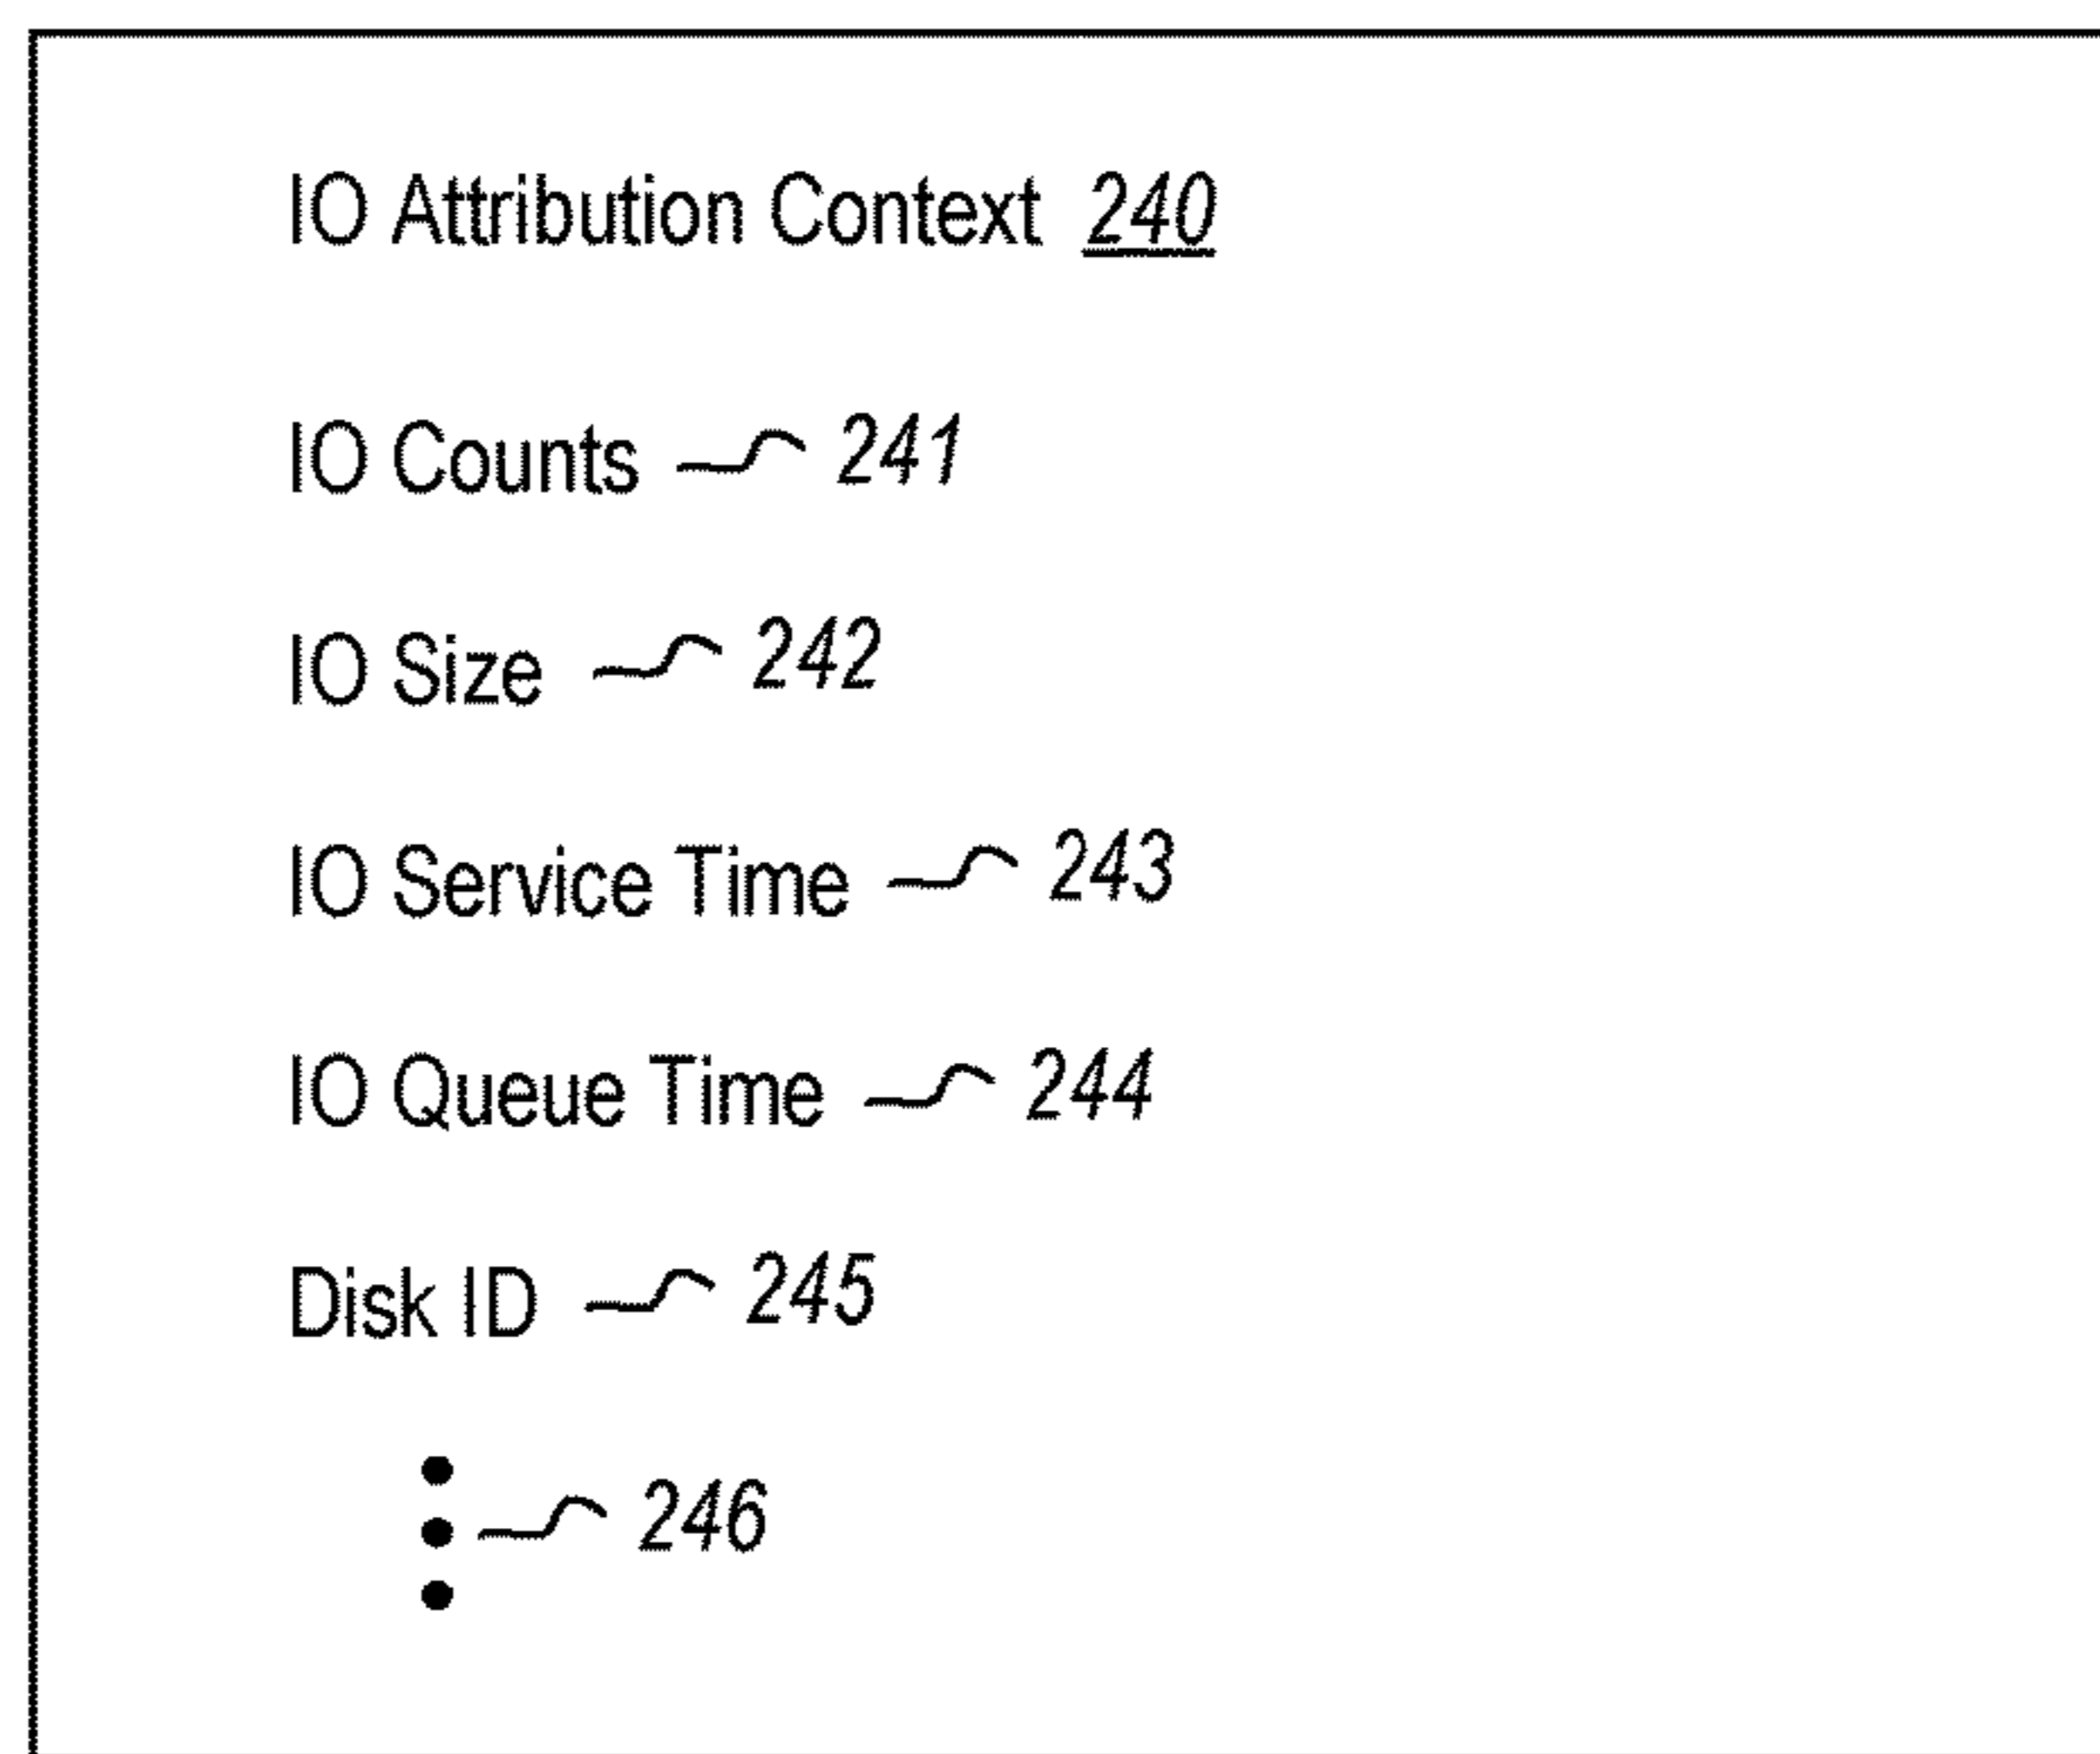 IO Attribution Context 240
IO Counts 241
IO Size 242
IO Service Time 243
IO Queue Time 244
Disk ID 245
246